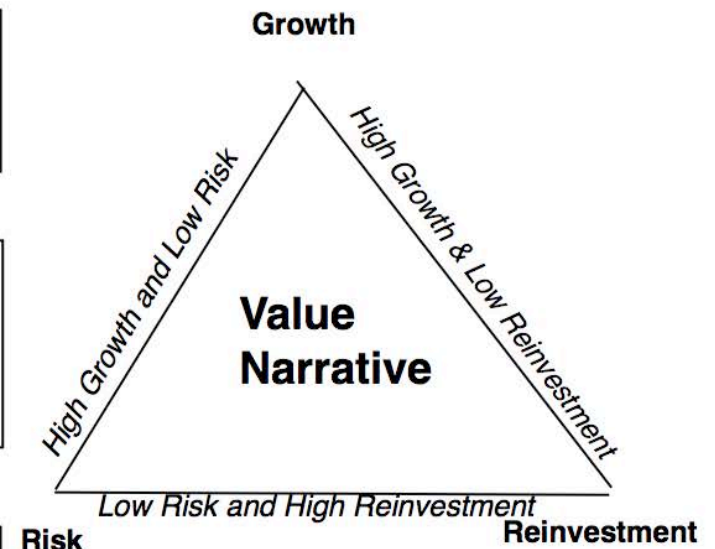 Growth
High Growth and Low Risk
High Growth & Low Reinvestment
Value
Narrative
Low Risk and High Reinvestment
Risk
Reinvestment